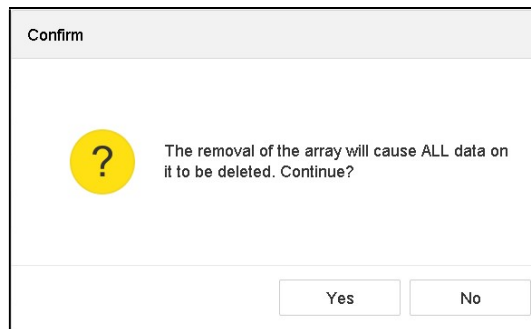 Confirm
?
The removal of the array will cause ALL data on
it to be deleted. Continue?
Yes No